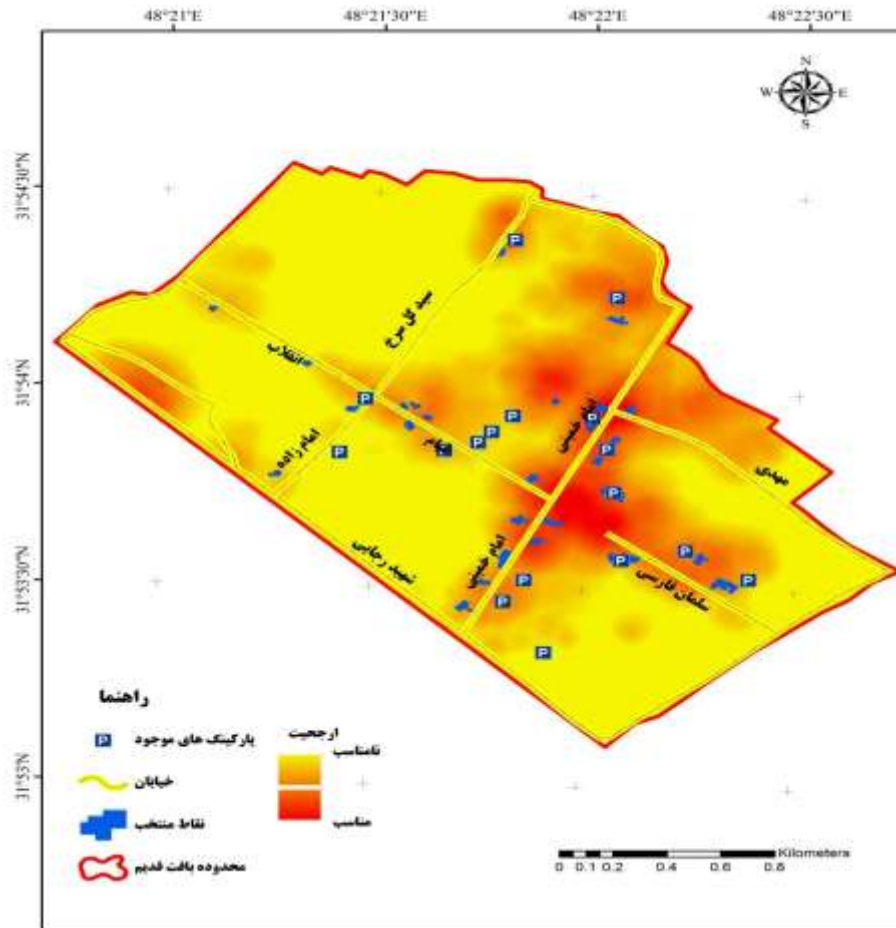 48°21'E 48°21'30"E 48°22'E 48°22'30"E
N
W E
S
31°54'30"N
31°54'N
31°53'30"N
31°53'N
سید گل سرخ
انقلاب
امام خمینی
امام زاده
مهدی
امام خمینی
شهید رجایی
سلمان فارسی
P
راهنما
P پارکینک های موجود
خیابان
نقاط منتخب
محدوده بافت قدیم
ارجحیت
نامناسب
مناسب
Kilometers
0 0.1 0.2 0.4 0.6 0.8